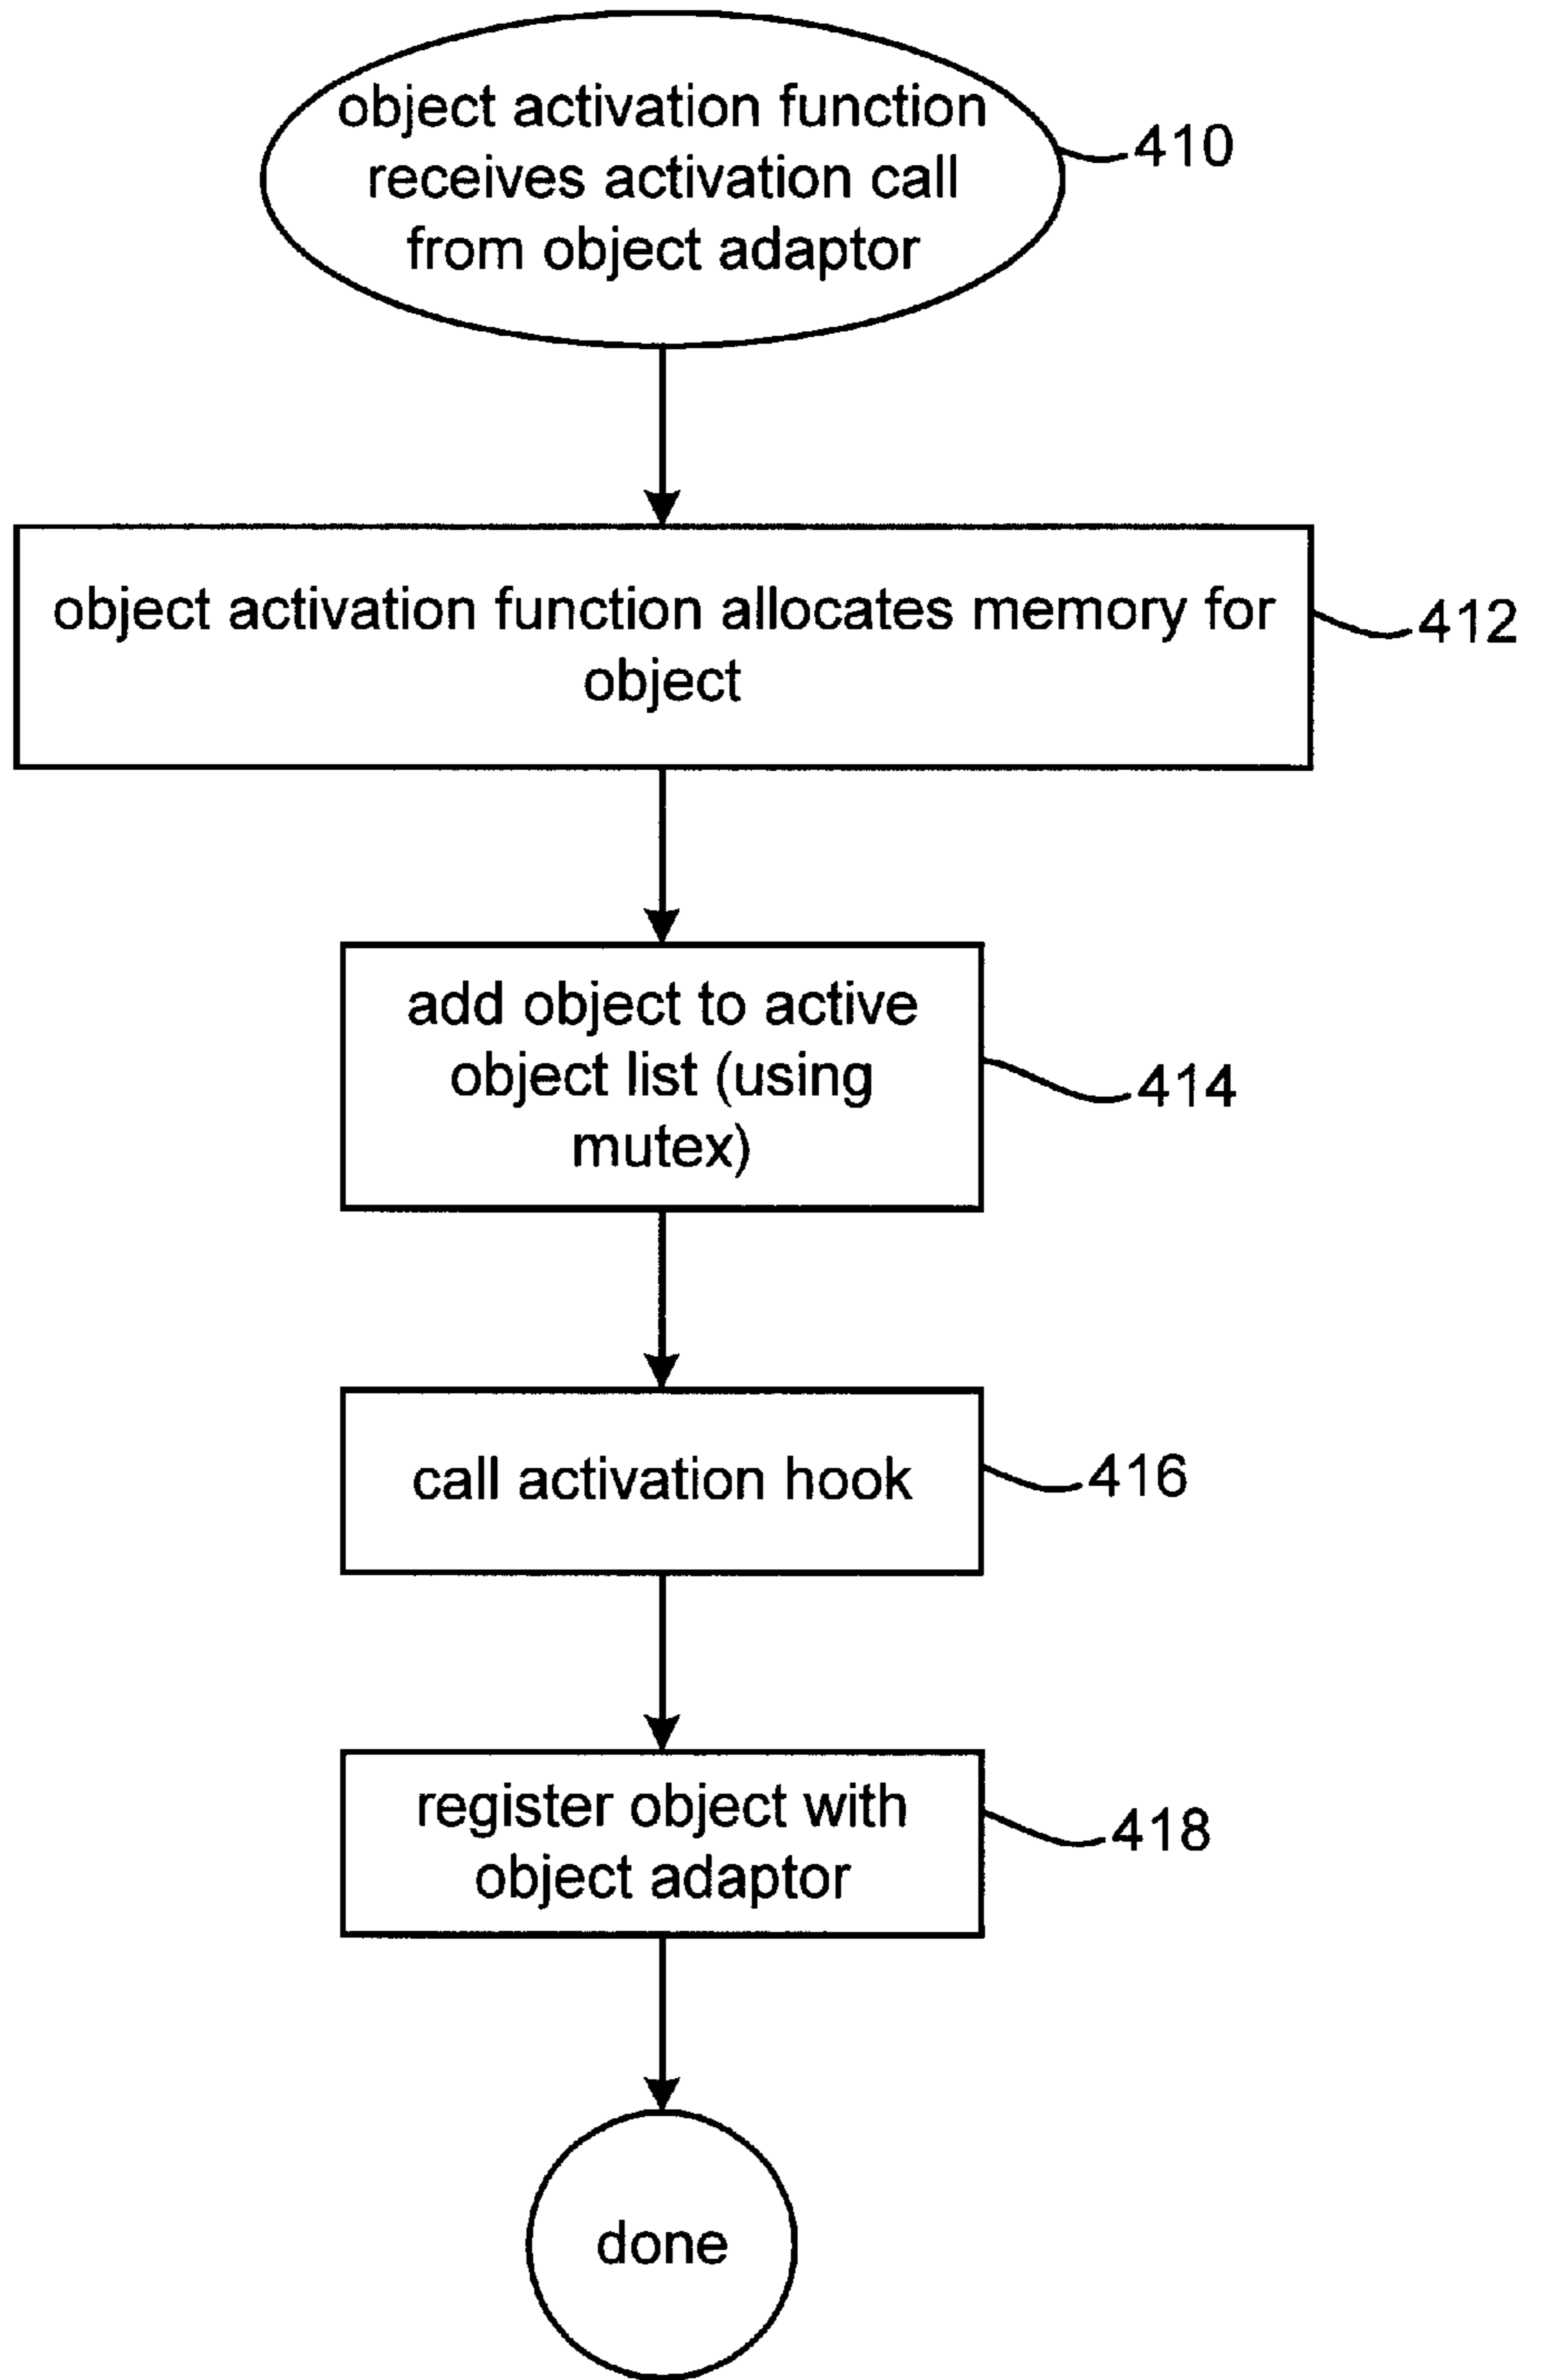 object activation function
receives activation call
from object adaptor
410
object activation function allocates memory for
object
412
add object to active
object list (using
mutex)
414
call activation hook
416
register object with
object adaptor
418
done